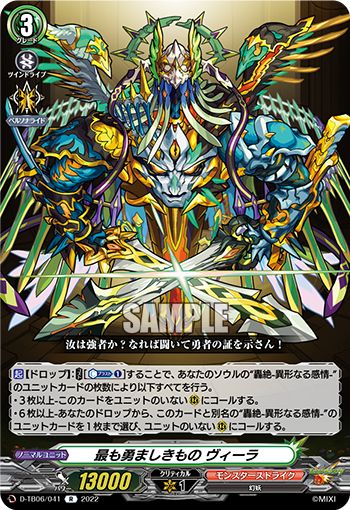 3
グレード
ツインドライブ
ペルソナライド
SAMPLE
汝は強者か？なれば闘いて勇者の証を示さん！
起【ドロップ】：することで、あなたのソウルの"轟絶-異形なる感情-"
のユニットカードの枚数により以下すべてを行う。
・3枚以上-このカードをユニットのいないRにコールする。
・6枚以上-あなたのドロップから、このカードと別名の"轟絶-異形なる感情-"
のユニットカードを1枚まで選び、ユニットのいないRにコールする。
ノーマルユニット
最も勇ましきもの ヴィーラ
D-TB06/041 R 2022
パワー 13000
クリティカル
1
モンスターストライク
幻妖
©MIXI